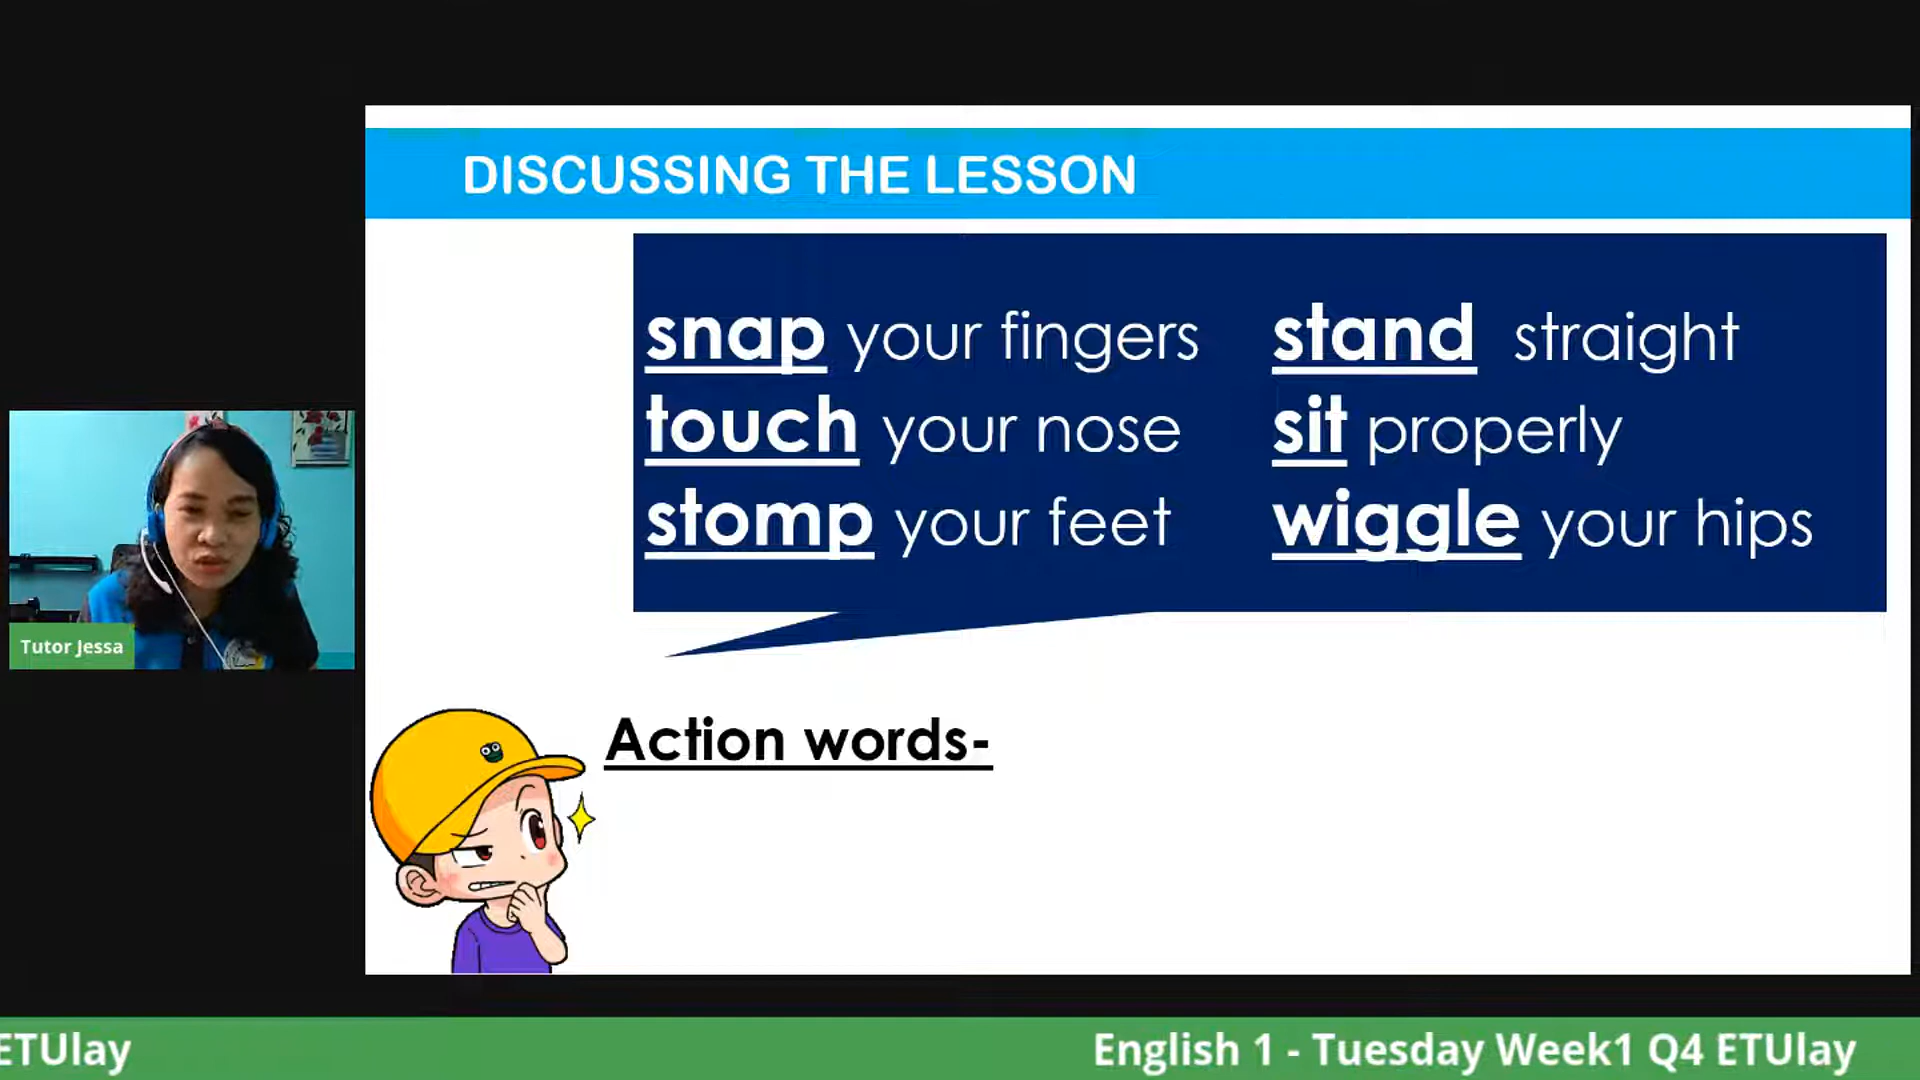 DISCUSSING THE LESSON
snap your fingers
touch your nose
stomp your feet
stand straight
sit properly
wiggle your hips
Tutor Jessa
Action words-
ETUlay
English 1 - Tuesday Week1 Q4 ETUlay